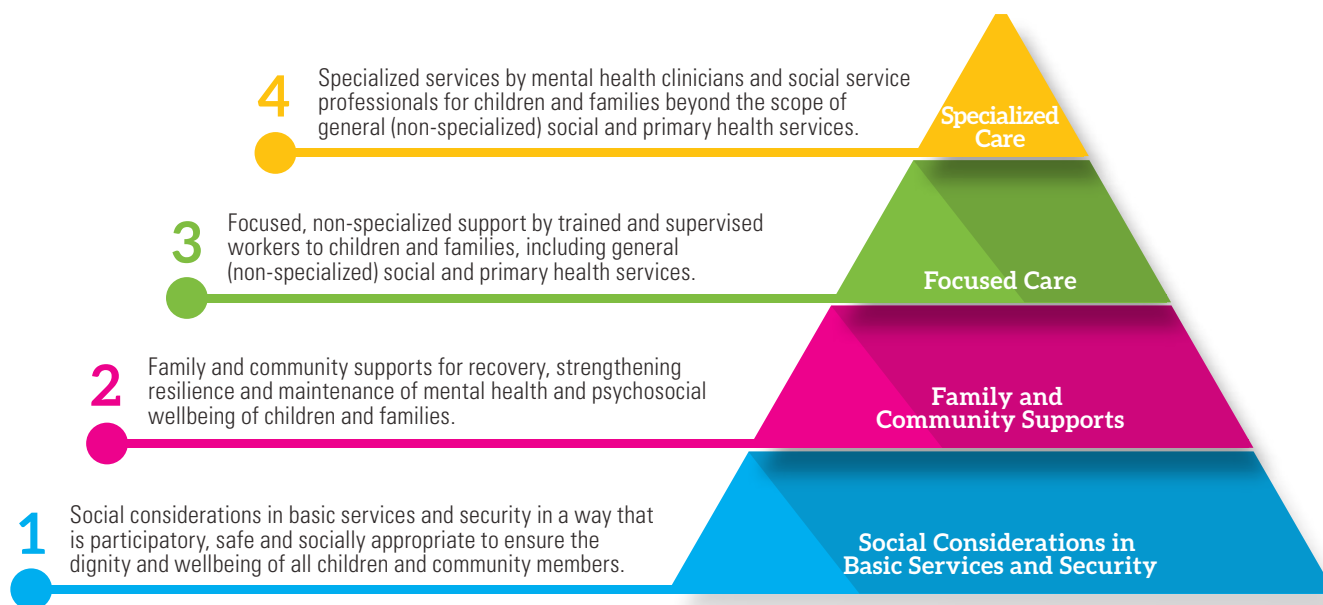 4
Specialized services by mental health clinicians and social service
professionals for children and families beyond the scope of
general (non-specialized) social and primary health services.
Specialized
Care
3
Focused, non-specialized support by trained and supervised
workers to children and families, including general
(non-specialized) social and primary health services.
Focused Care
2
Family and community supports for recovery, strengthening
resilience and maintenance of mental health and psychosocial
wellbeing of children and families.
Family and
Community Supports
1
Social considerations in basic services and security in a way that
is participatory, safe and socially appropriate to ensure the
dignity and wellbeing of all children and community members.
Social Considerations in
Basic Services and Security